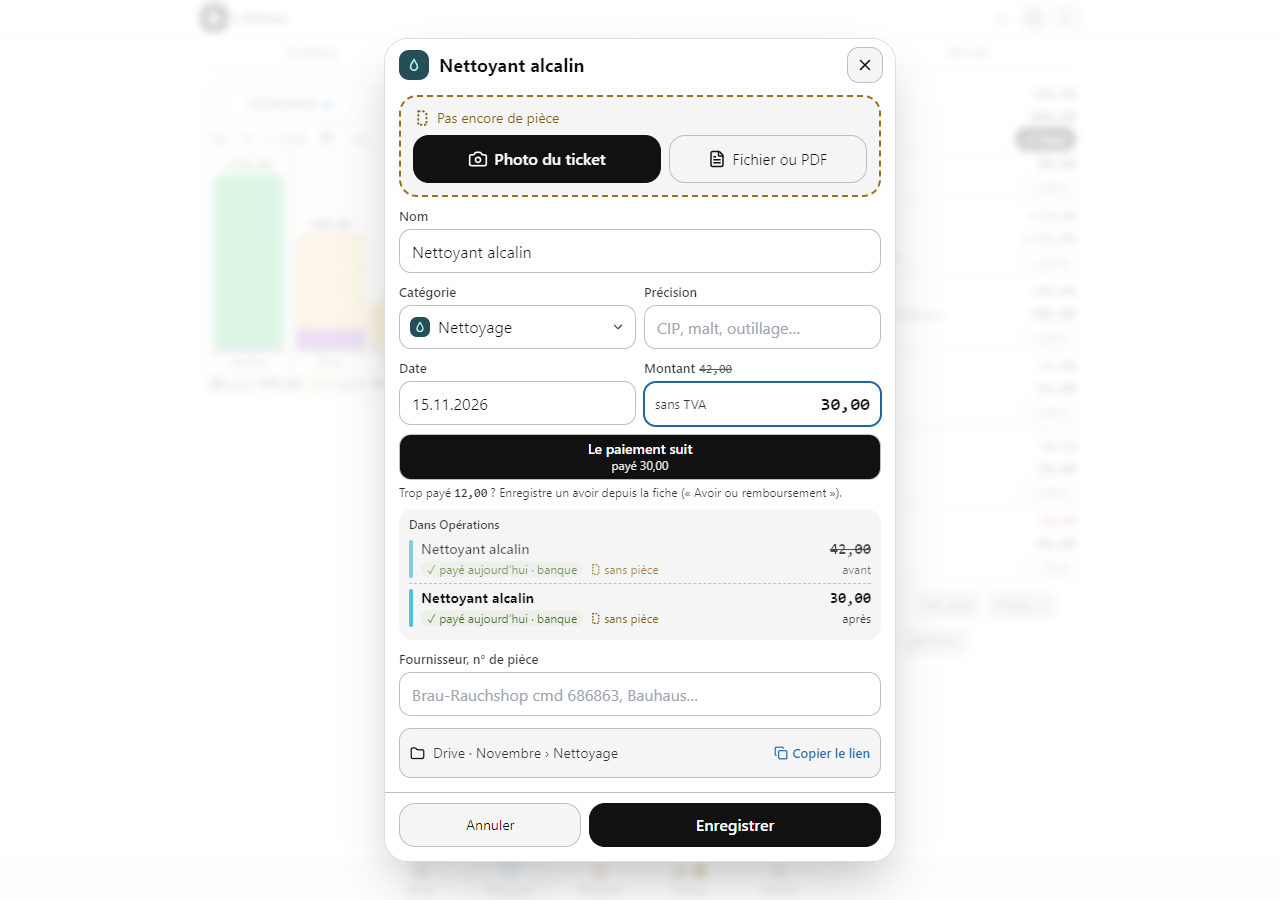 Nettoyant alcalin
Pas encore de pièce
Photo du ticket
Fichier ou PDF
Nom
Nettoyant alcalin
Catégorie
Précision
Nettoyage
CIP, malt, outillage...
Date
Montant 42,00
15.11.2026
sans TVA
30,00
Le paiement suit
payé 30,00
Trop payé 12,00 ? Enregistre un avoir depuis la fiche (« Avoir ou remboursement »).
Dans Opérations
Nettoyant alcalin
42,00
✓ payé aujourd'hui · banque
sans pièce
avant
Nettoyant alcalin
30,00
✓ payé aujourd'hui · banque
sans pièce
après
Fournisseur, n° de pièce
Brau-Rauchshop cmd 686863, Bauhaus...
Drive · Novembre › Nettoyage
Copier le lien
Annuler
Enregistrer